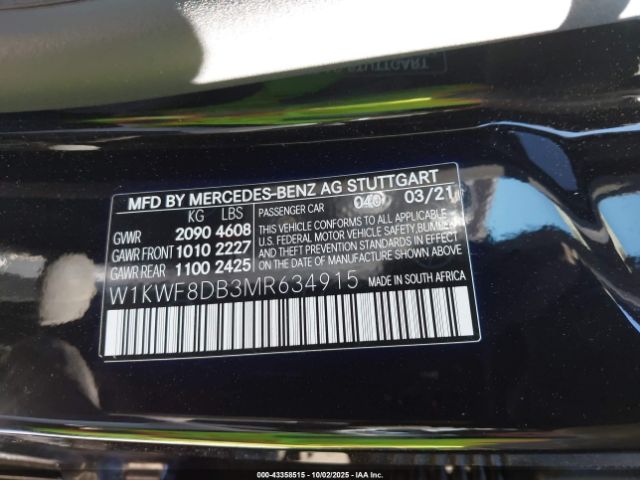 MFD BY MERCEDES-BENZ AG STUTTGART
KG LBS
PASSENGER CAR 040 03/21
GVWR 2090 4608
GAWR FRONT 1010 2227
GAWR REAR 1100 2425
THIS VEHICLE CONFORMS TO ALL APPLICABLE
U.S. FEDERAL MOTOR VEHICLE SAFETY, BUMPER,
AND THEFT PREVENTION STANDARDS IN EFFECT
ON THE DATE OF MANUFACTURE SHOWN ABOVE.
W1KWF8DB3MR634915 MADE IN SOUTH AFRICA
STUTTGART
000-43358515 | 10/02/2025 | IAAI.COM